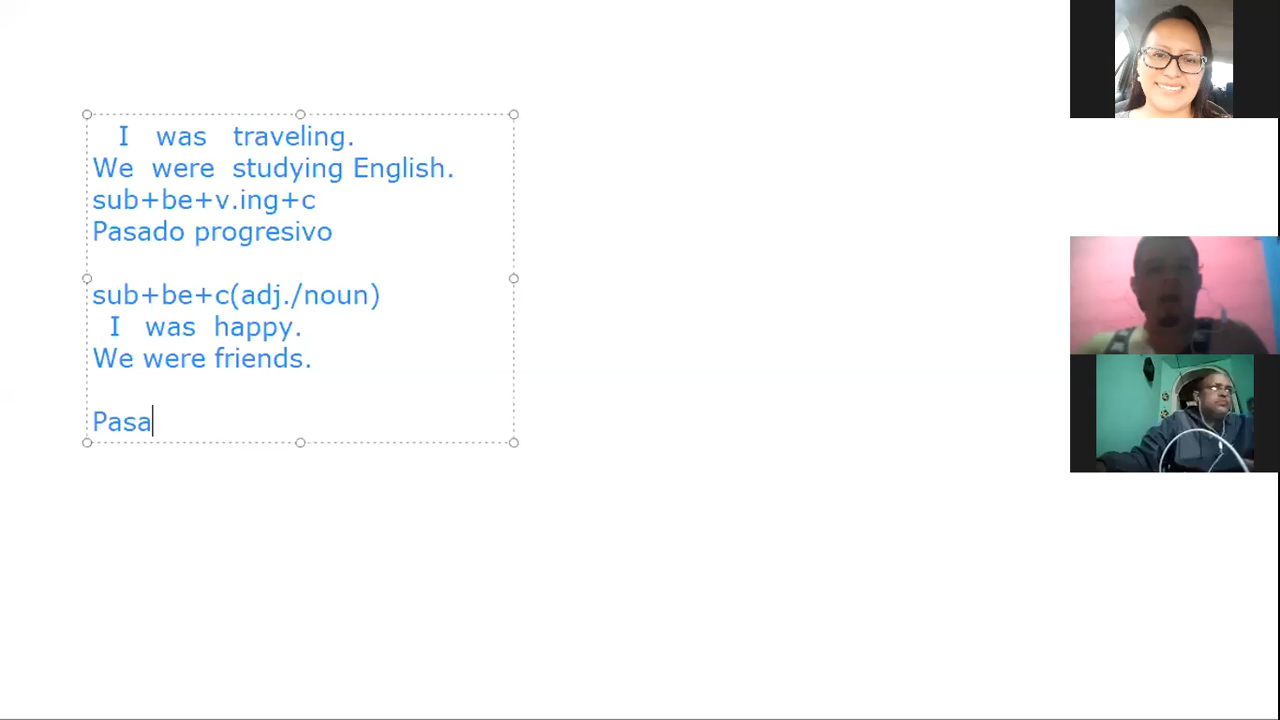 I was traveling.
We were studying English.
sub+be+v.ing+c
Pasado progresivo
sub+be+c(adj./noun)
I was happy.
We were friends.
Pasa